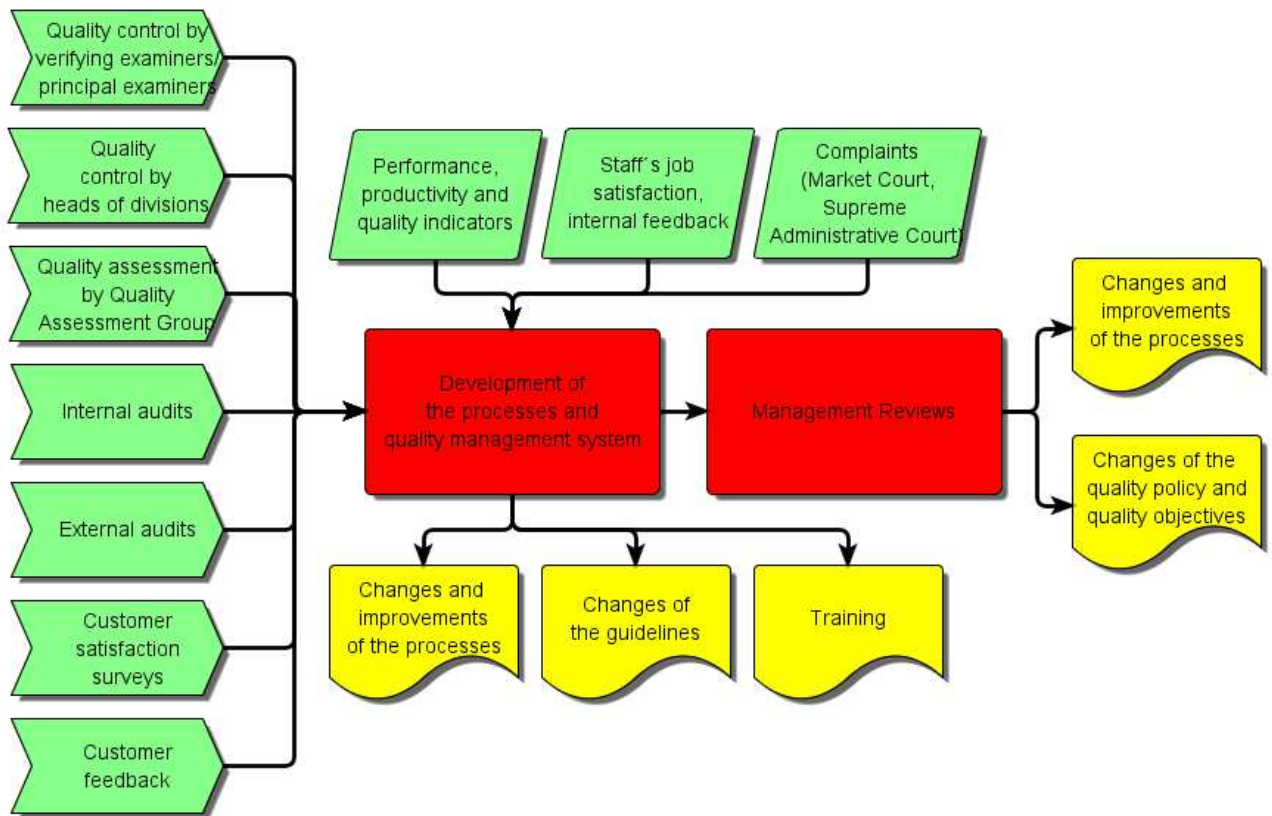 Quality control by
verifying examiners/
principal examiners
Quality
control by
heads of divisions
Quality assessment
by Quality
Assessment Group
Internal audits
External audits
Customer
satisfaction
surveys
Customer
feedback
Performance,
productivity and
quality indicators
Staff´s job
satisfaction,
internal feedback
Complaints
(Market Court,
Supreme
Administrative Court)
Development of
the processes and
quality management system
Management Reviews
Changes and
improvements
of the processes
Changes of the
quality policy and
quality objectives
Changes and
improvements
of the processes
Changes of
the guidelines
Training